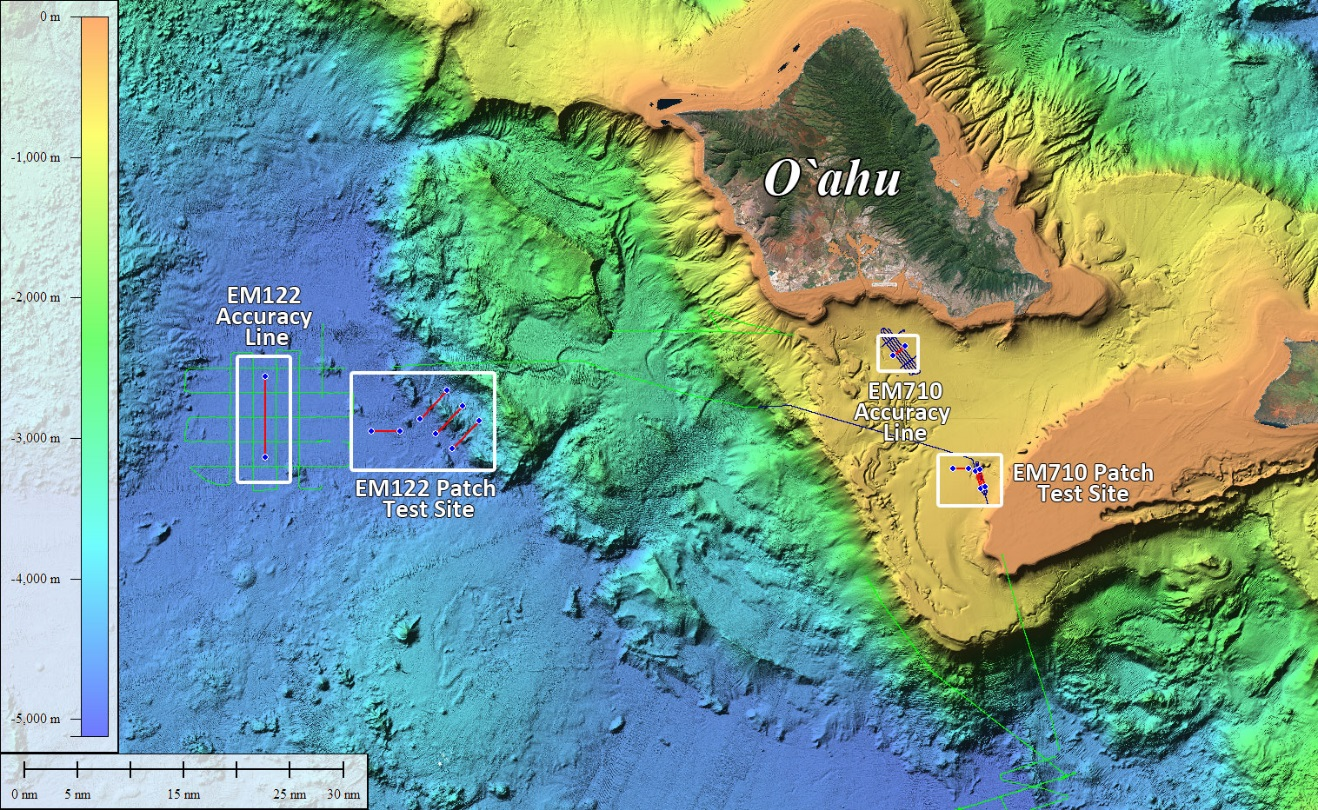 0 m
-1,000 m
-2,000 m
-3,000 m
-4,000 m
-5,000 m
O`ahu
EM122
Accuracy
Line
EM122 Patch
Test Site
EM710
Accuracy
Line
EM710 Patch
Test Site
0 nm
5 nm
15 nm
25 nm
30 nm